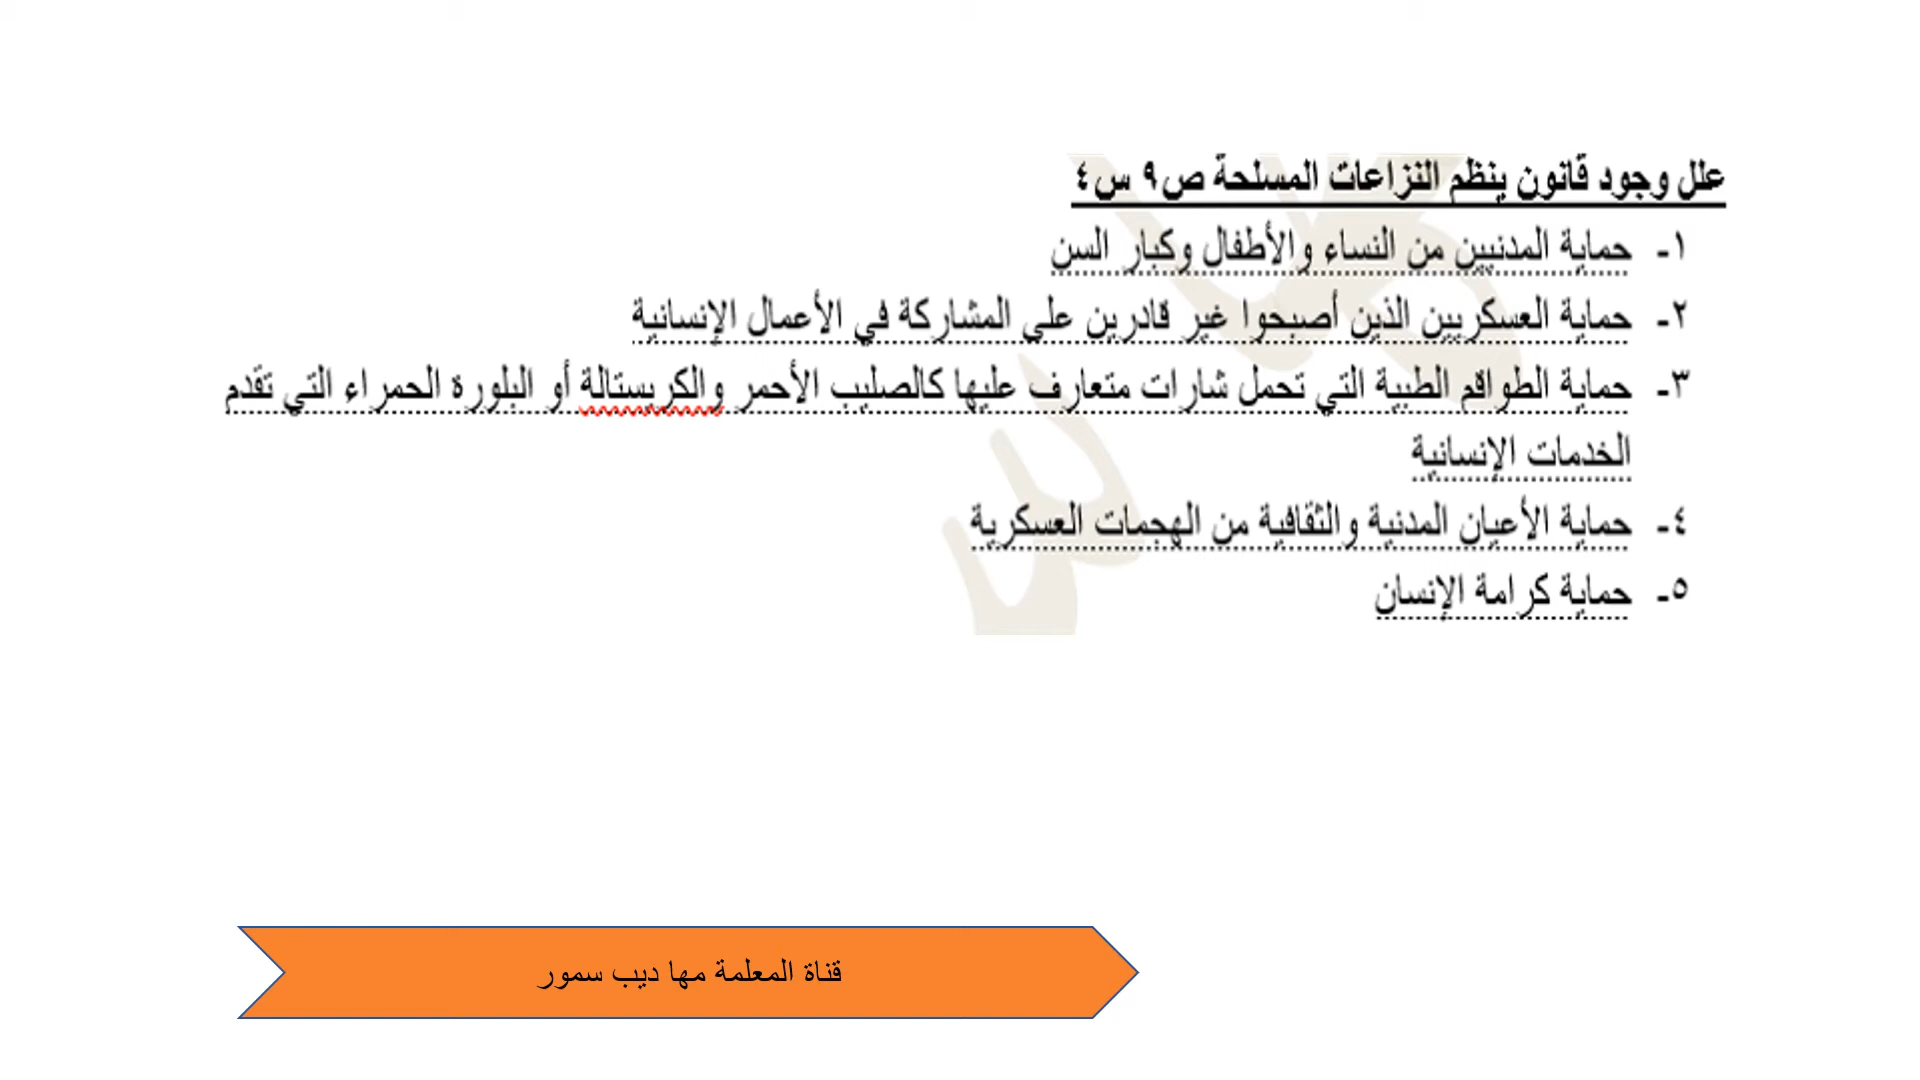 علل وجود قانون ينظم النزاعات المسلحة ص٩ س٤
١- حماية المدنيين من النساء والأطفال وكبار السن
٢- حماية العسكريين الذين أصبحوا غير قادرين على المشاركة في الأعمال الإنسانية
٣- حماية الطواقم الطبية التي تحمل شارات متعارف عليها كالصليب الأحمر والكريستالة أو البلورة الحمراء التي تقدم
الخدمات الإنسانية
٤- حماية الأعيان المدنية والثقافية من الهجمات العسكرية
٥- حماية كرامة الإنسان
قناة المعلمة مها ديب سمور